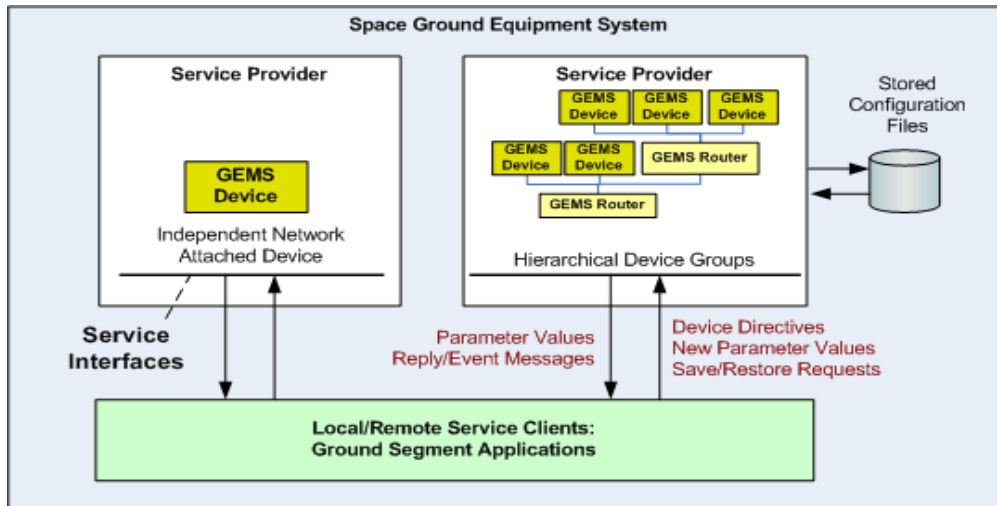 Space Ground Equipment System
Service Provider
GEMS
Device
Independent Network
Attached Device
Service
Interfaces
Service Provider
GEMS
Device
GEMS
Device
GEMS
Device
GEMS
Device
GEMS
Device
GEMS Router
GEMS Router
Hierarchical Device Groups
Stored
Configuration
Files
Parameter Values
Reply/Event Messages
Device Directives
New Parameter Values
Save/Restore Requests
Local/Remote Service Clients:
Ground Segment Applications